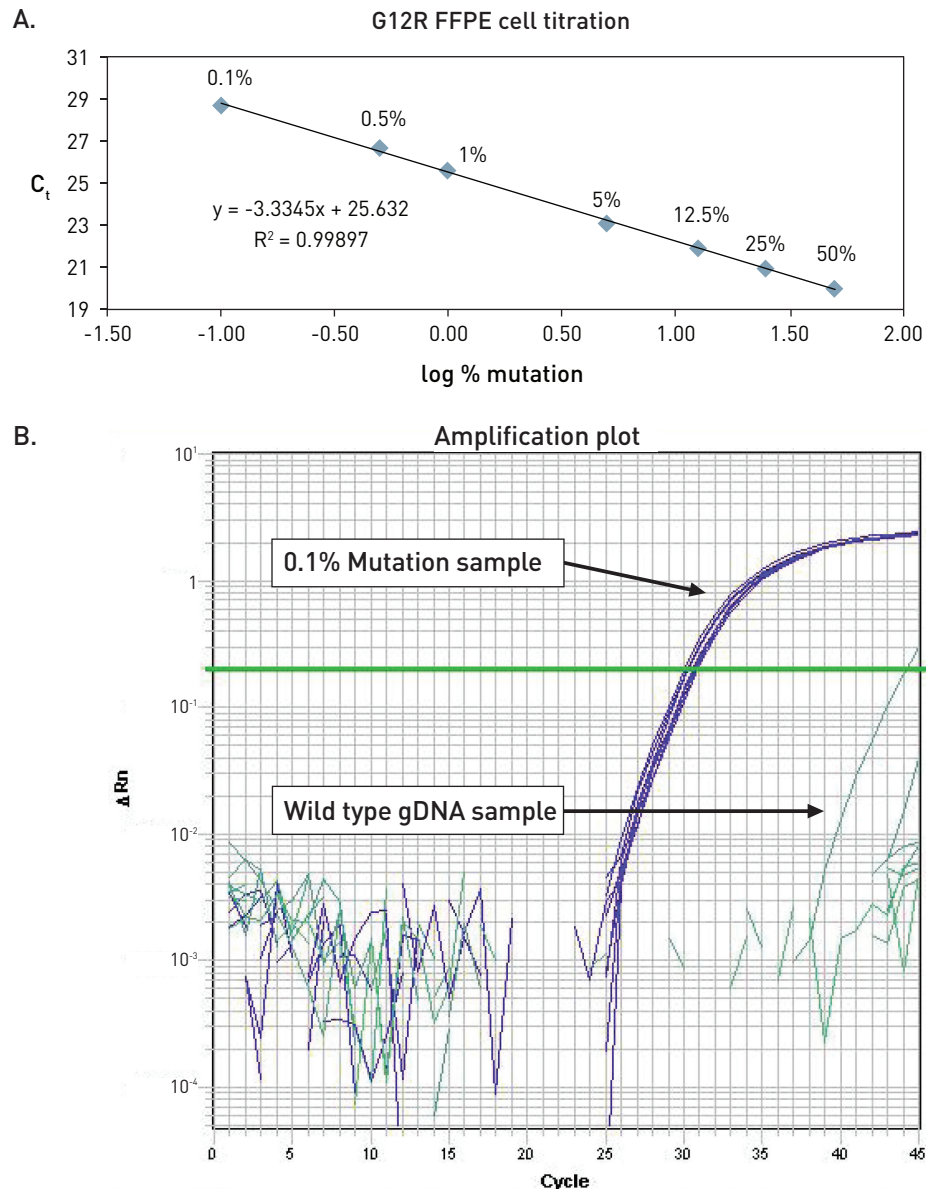 A.
G12R FFPE cell titration
31
29
27
25
23
21
19
C_t
0.1%
0.5%
1%
5%
12.5%
25%
50%
y = -3.3345x + 25.632
R² = 0.99897
-1.50 -1.00 -0.50 0.00 0.50 1.00 1.50 2.00
log % mutation
B.
Amplification plot
10¹
1
10⁻¹
10⁻²
10⁻³
10⁻⁴
Δ Rn
0.1% Mutation sample
Wild type gDNA sample
0 5 10 15 20 25 30 35 40 45
Cycle